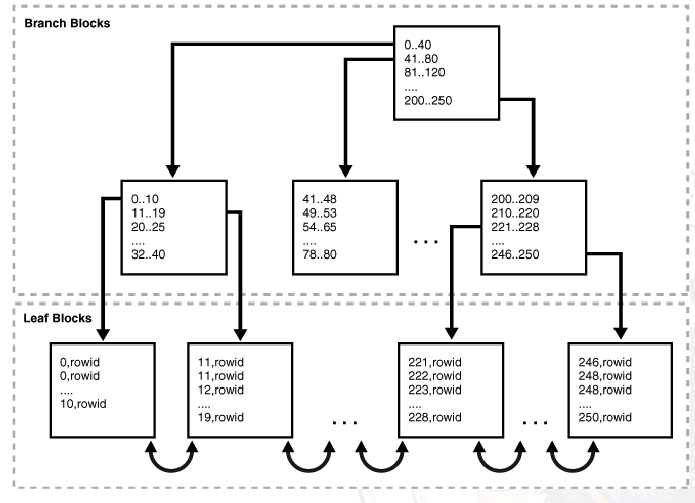 Branch Blocks
0..40
41..80
81..120
....
200..250
0..10
11..19
20..25
....
32..40
41..48
49..53
54..65
....
78..80
...
200..209
210..220
221..228
....
246..250
Leaf Blocks
0,rowid
0,rowid
....
10,rowid
11,rowid
11,rowid
12,rowid
....
19,rowid
...
221,rowid
222,rowid
223,rowid
....
228,rowid
...
246,rowid
248,rowid
248,rowid
....
250,rowid